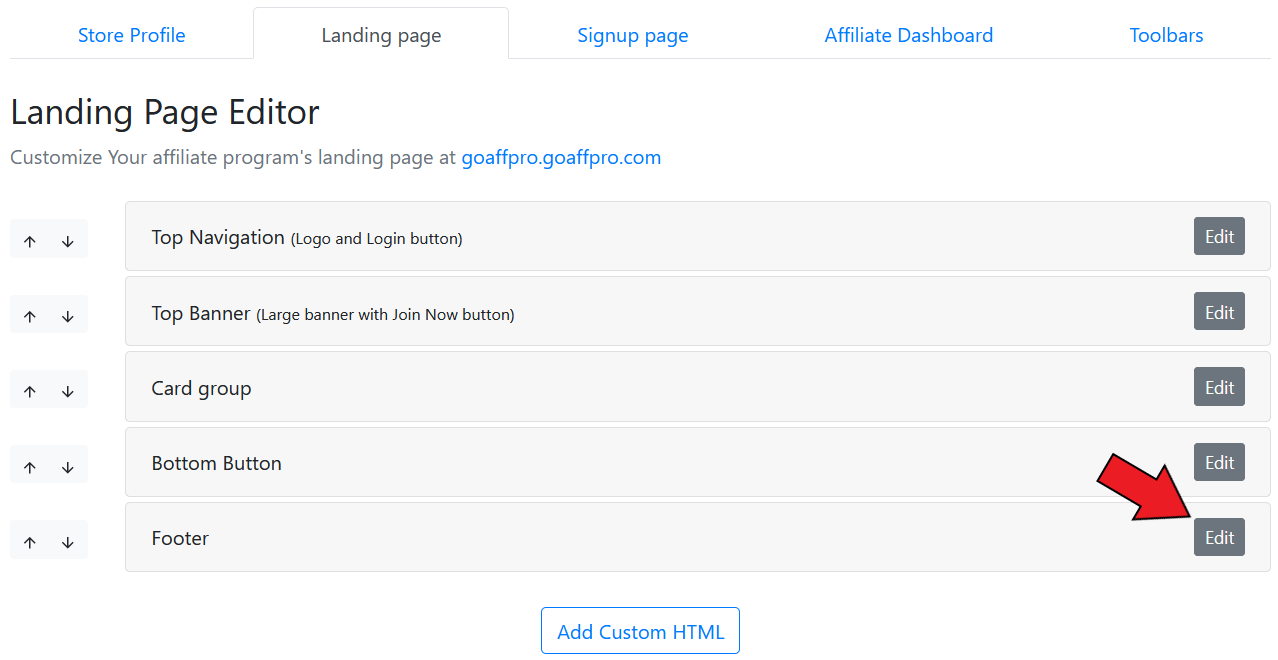 Store Profile
Landing page
Signup page
Affiliate Dashboard
Toolbars
Landing Page Editor
Customize Your affiliate program's landing page at goaffpro.goaffpro.com
Top Navigation (Logo and Login button) Edit
Top Banner (Large banner with Join Now button) Edit
Card group Edit
Bottom Button Edit
Footer Edit
Add Custom HTML